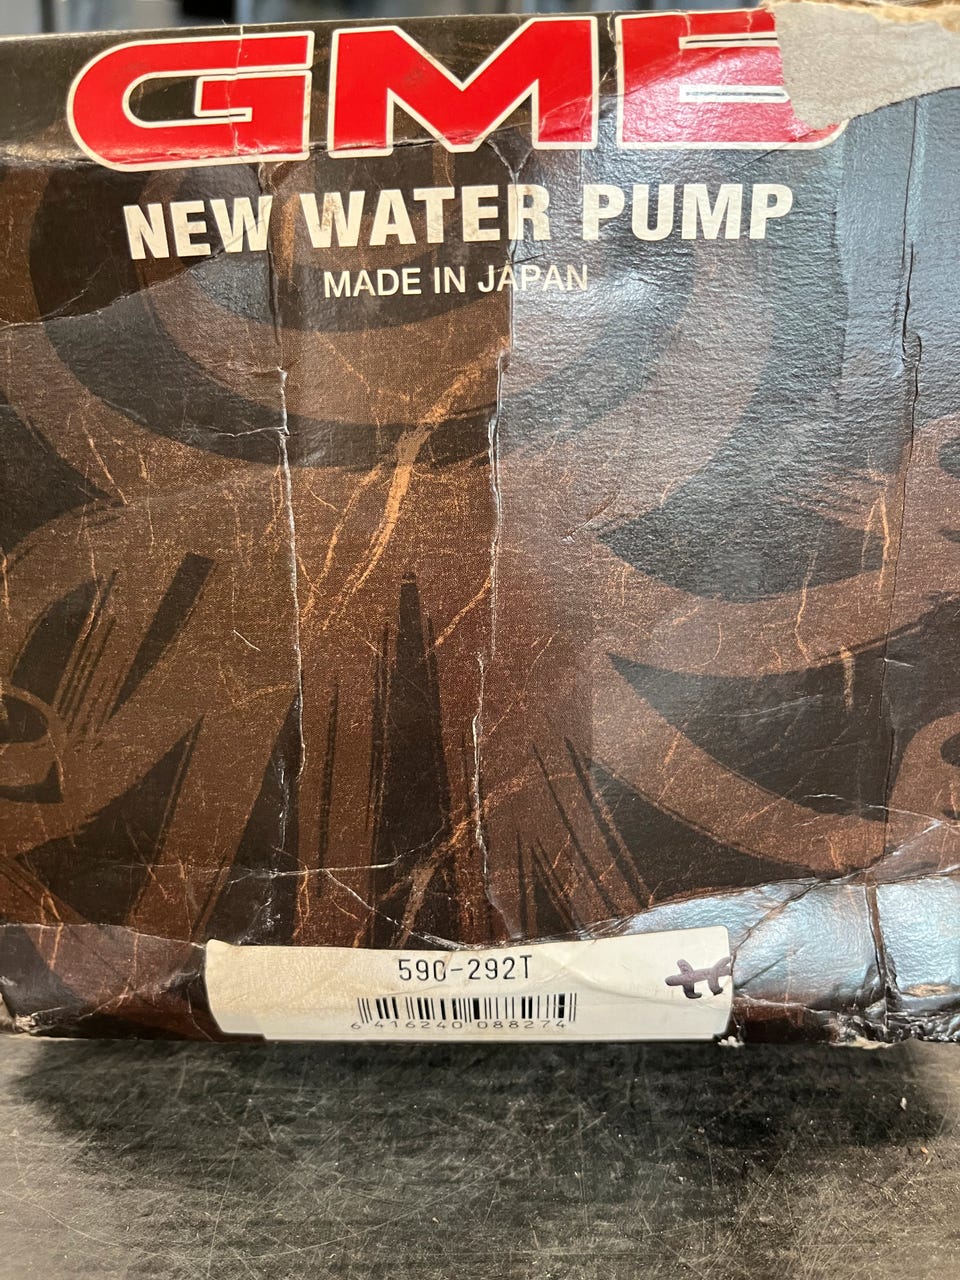 GMB
NEW WATER PUMP
MADE IN JAPAN
590-292T
6 416240 088274